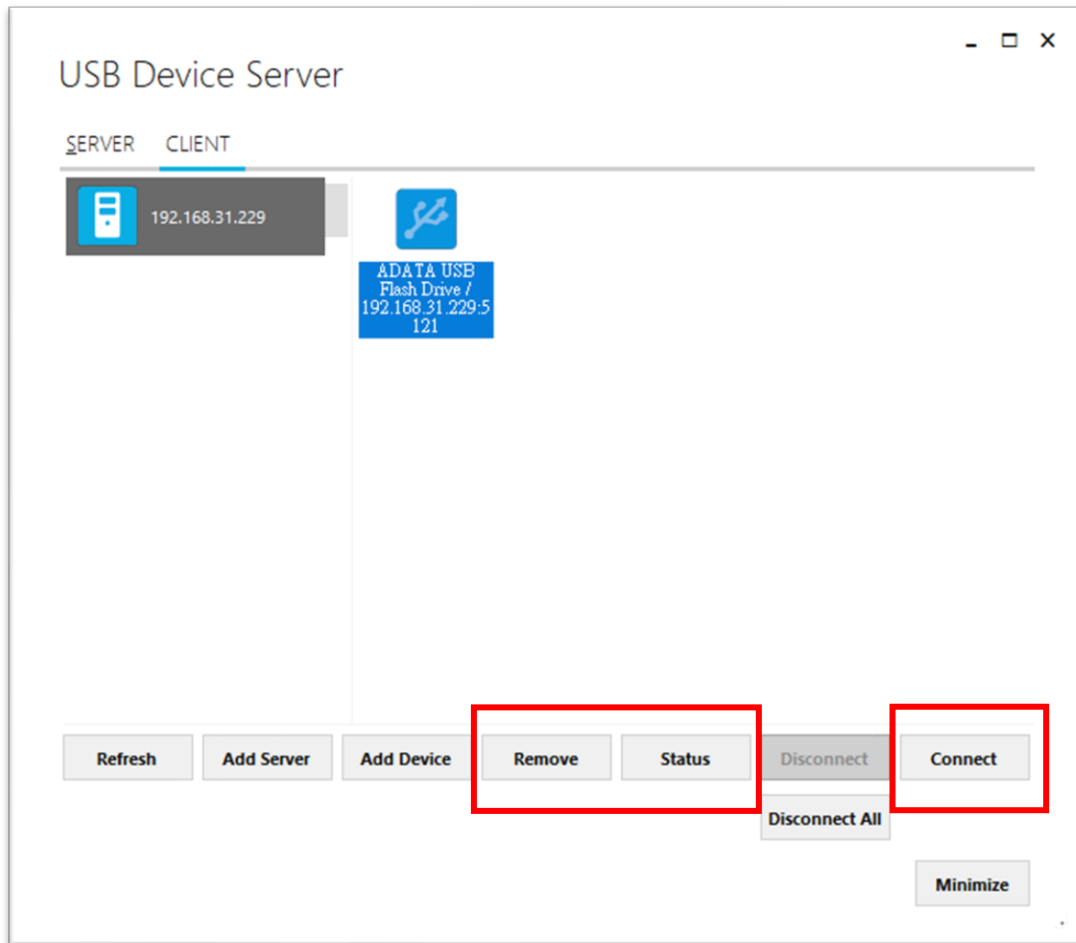 USB Device Server
SERVER CLIENT
192.168.31.229
ADATA USB
Flash Drive /
192.168.31.229:5
121
Refresh Add Server Add Device Remove Status Disconnect Connect
Disconnect All
Minimize